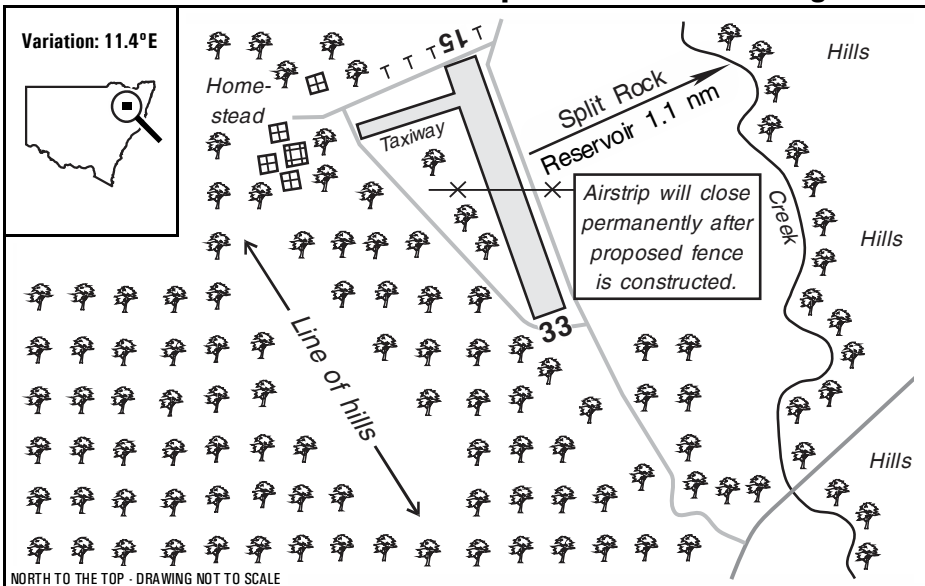 Variation: 11.4ºE
Home-
stead
T T T T
15
Taxiway
Split Rock
Reservoir 1.1 nm
Airstrip will close
permanently after
proposed fence
is constructed.
Creek
Hills
Hills
Line of hills
33
Hills
NORTH TO THE TOP - DRAWING NOT TO SCALE